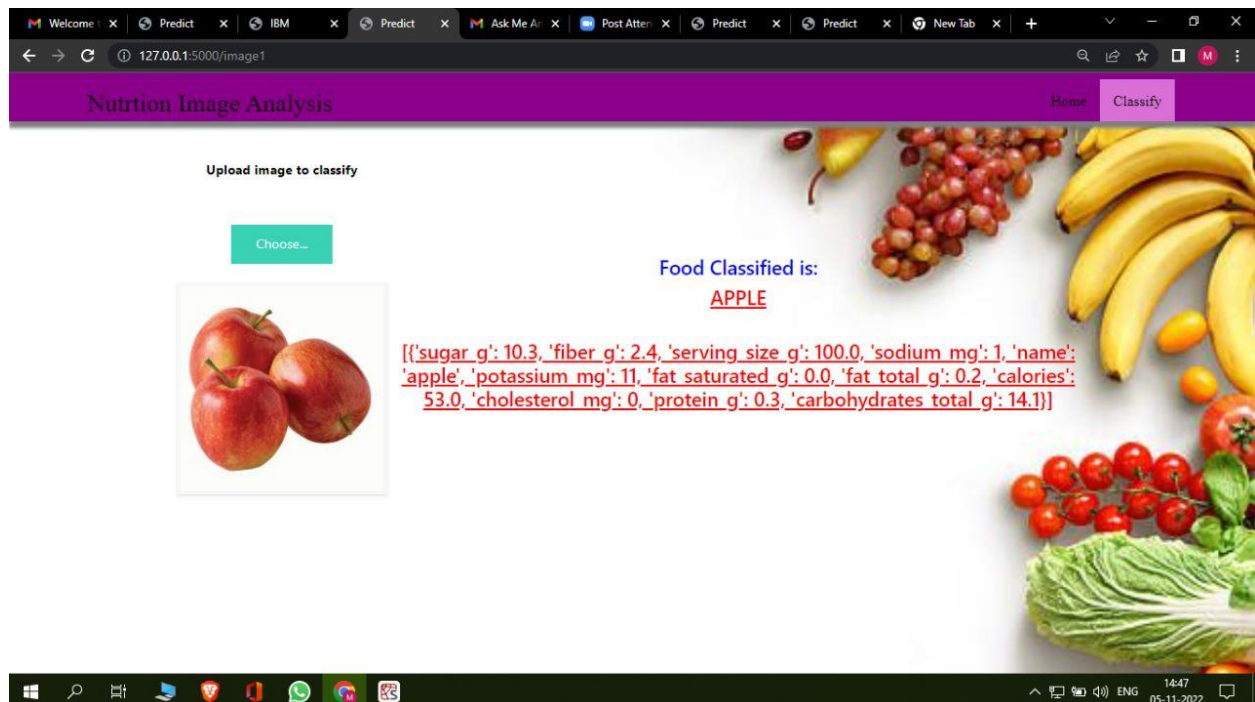 Welcome t
Predict
IBM
Predict
Ask Me An
Post Atten
Predict
Predict
New Tab
127.0.0.1:5000/image1
M
Nutrtion Image Analysis
Home
Classify
Upload image to classify
Choose...
Food Classified is:
APPLE
[{'sugar_g': 10.3, 'fiber_g': 2.4, 'serving_size_g': 100.0, 'sodium_mg': 1, 'name':
'apple', 'potassium_mg': 11, 'fat_saturated_g': 0.0, 'fat_total_g': 0.2, 'calories':
53.0, 'cholesterol_mg': 0, 'protein_g': 0.3, 'carbohydrates_total_g': 14.1}]
ENG
14:47
05-11-2022